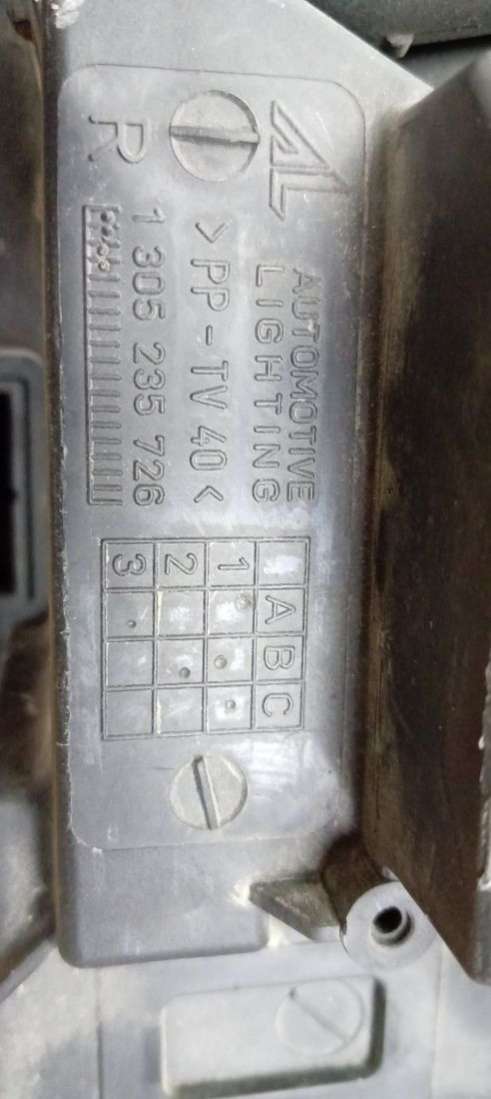 AL
AUTOMOTIVE
LIGHTING
>PP-TV 40<
R
1 305 235 726
A B C
1
2
3